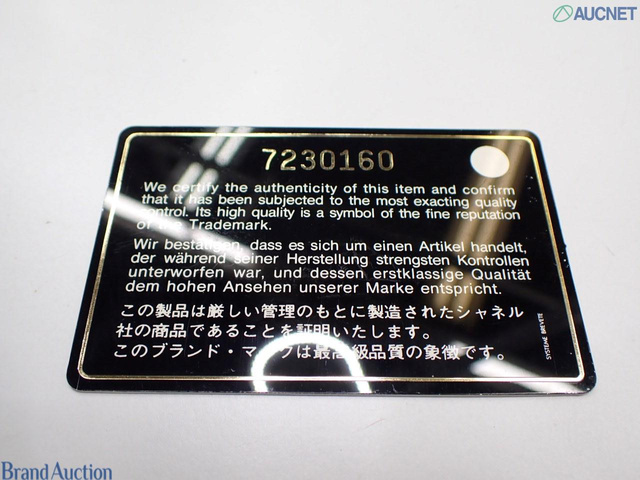 AUCNET
7230160
We certify the authenticity of this item and confirm
that it has been subjected to the most exacting quality
control. Its high quality is a symbol of the fine reputation
of the Trademark.
Wir bestätigen, dass es sich um einen Artikel handelt,
der während seiner Herstellung strengsten Kontrollen
unterworfen war, und dessen erstklassige Qualität
dem hohen Ansehen unserer Marke entspricht.
この製品は厳しい管理のもとに製造されたシャネル
社の商品であることを証明いたします。
このブランド・マークは最高級品質の象徴です。
SYSTEME BREVETE
Brand Auction